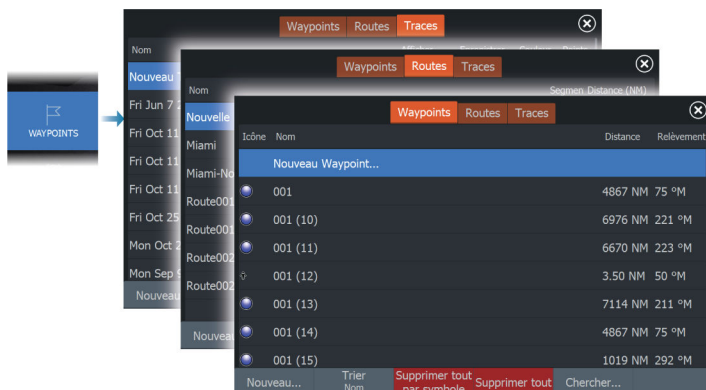 WAYPOINTS
Waypoints Routes Traces
Nom
Nouveau
Fri Jun 7
Fri Oct 11
Fri Oct 11
Fri Oct 11
Fri Oct 25
Mon Oct
Mon Sep
Nouveau
Waypoints Routes Traces
Nom Segmen Distance (NM)
Nouvelle
Miami
Miami-No
Route001
Route001
Route002
Route002
Nouveau
Waypoints Routes Traces
Icône Nom Distance Relèvement
Nouveau Waypoint...
001 4867 NM 75 °M
001 (10) 6976 NM 221 °M
001 (11) 6670 NM 223 °M
001 (12) 3.50 NM 50 °M
001 (13) 7114 NM 211 °M
001 (14) 4867 NM 75 °M
001 (15) 1019 NM 292 °M
Nouveau... Trier Nom Supprimer tout par symbole Supprimer tout Chercher...